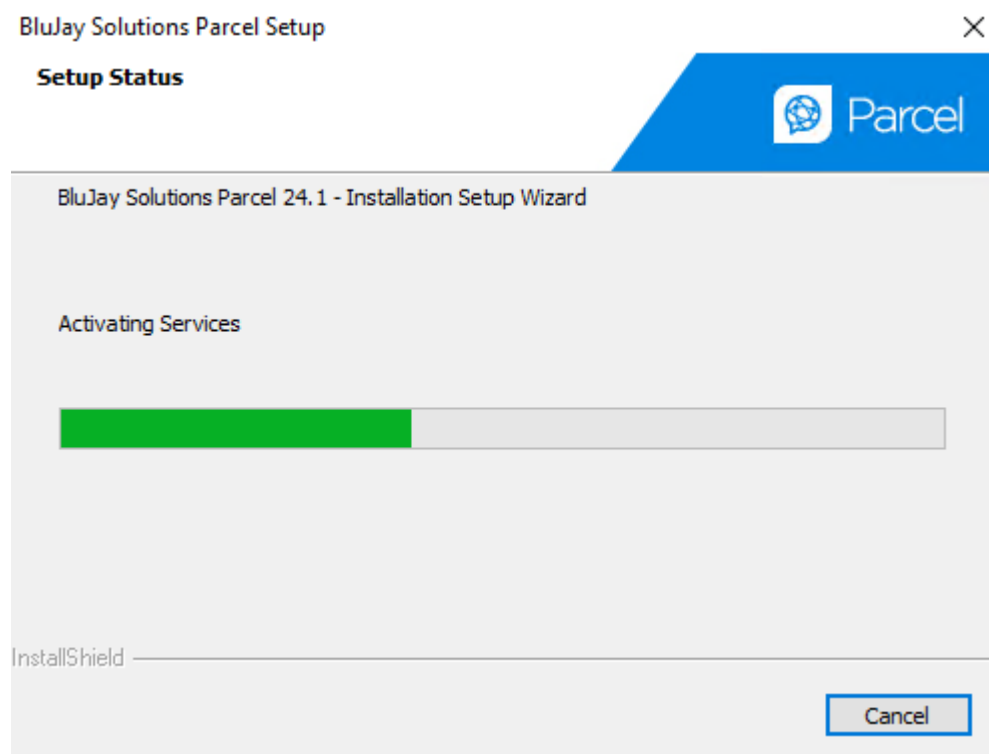 BluJay Solutions Parcel Setup
Setup Status
Parcel
BluJay Solutions Parcel 24.1 - Installation Setup Wizard
Activating Services
InstallShield
Cancel